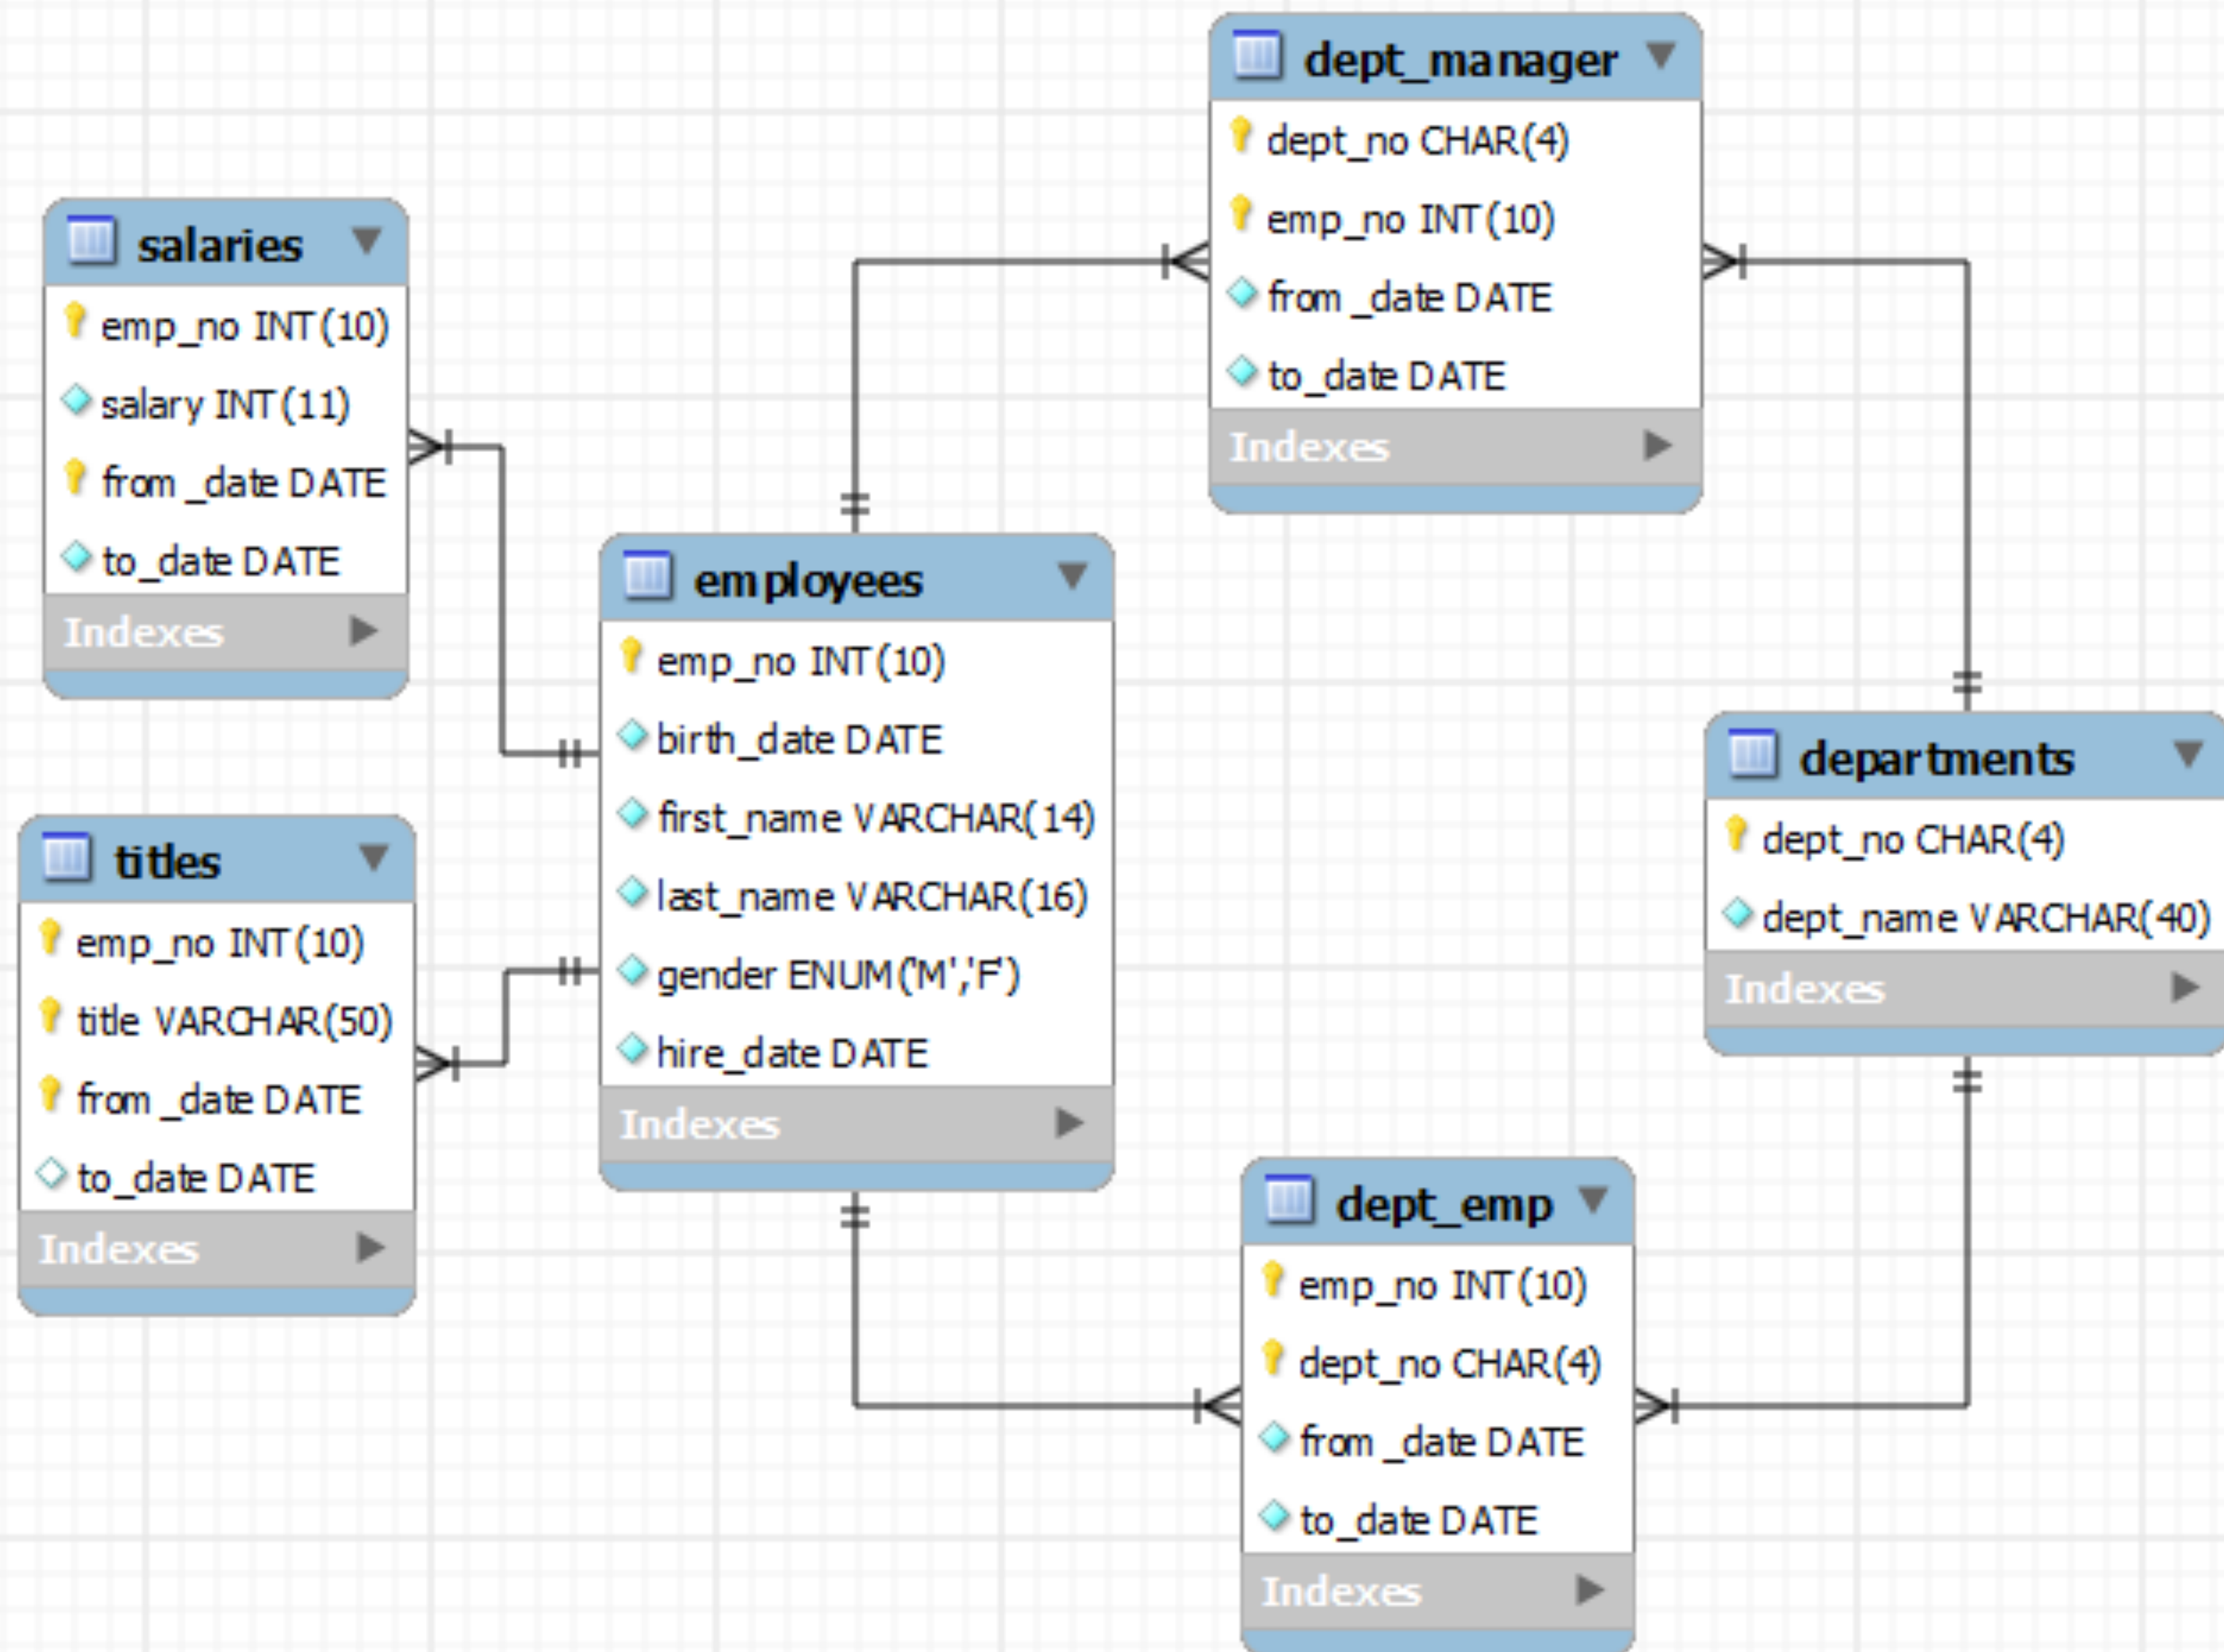 dept_manager
dept_no CHAR(4)
emp_no INT(10)
from_date DATE
to_date DATE
Indexes
salaries
emp_no INT(10)
salary INT(11)
from_date DATE
to_date DATE
Indexes
employees
emp_no INT(10)
birth_date DATE
first_name VARCHAR(14)
last_name VARCHAR(16)
gender ENUM('M','F')
hire_date DATE
Indexes
departments
dept_no CHAR(4)
dept_name VARCHAR(40)
Indexes
titles
emp_no INT(10)
title VARCHAR(50)
from_date DATE
to_date DATE
Indexes
dept_emp
emp_no INT(10)
dept_no CHAR(4)
from_date DATE
to_date DATE
Indexes